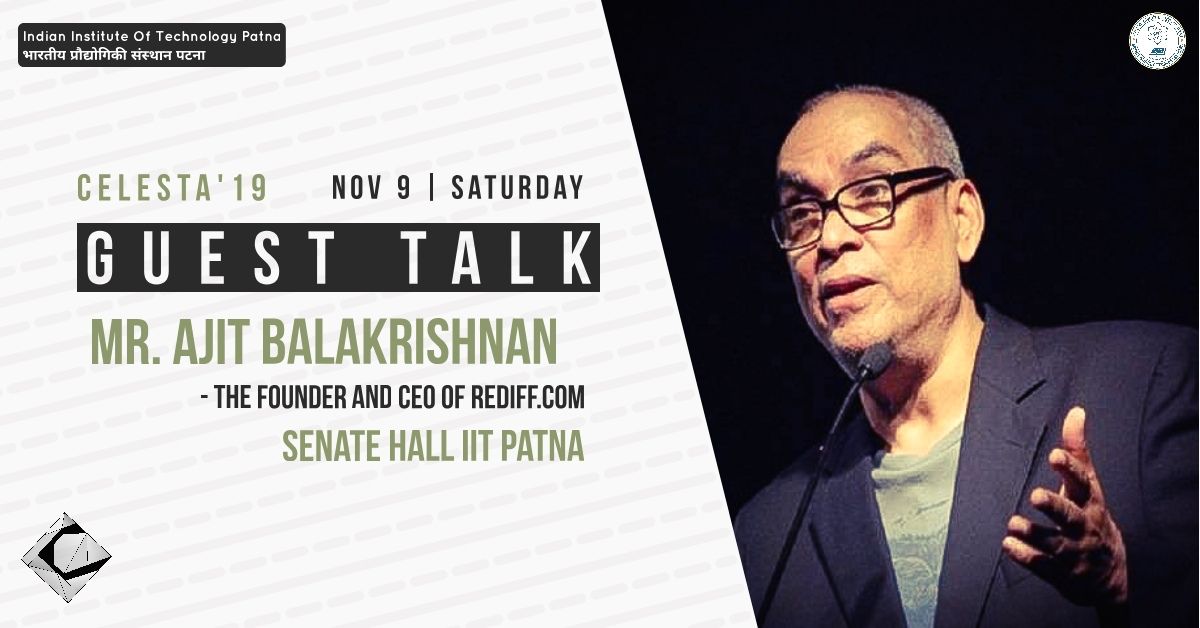 Indian Institute Of Technology Patna
भारतीय प्रौद्योगिकी संस्थान पटना
CELESTA'19 NOV 9 | SATURDAY
GUEST TALK
MR. AJIT BALAKRISHNAN
- THE FOUNDER AND CEO OF REDIFF.COM
SENATE HALL IIT PATNA